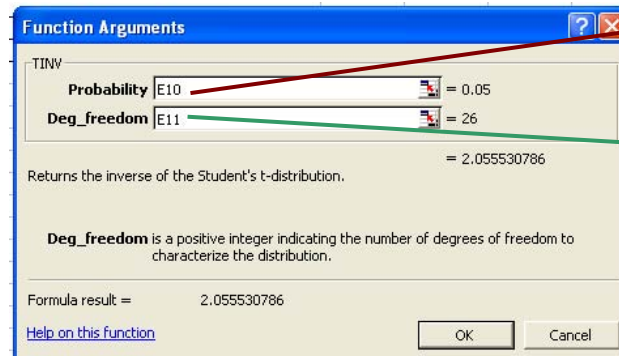 Function Arguments
TINV
Probability E10 = 0.05
Deg_freedom E11 = 26
= 2.055530786
Returns the inverse of the Student's t-distribution.
Deg_freedom is a positive integer indicating the number of degrees of freedom to
characterize the distribution.
Formula result = 2.055530786
Help on this function OK Cancel